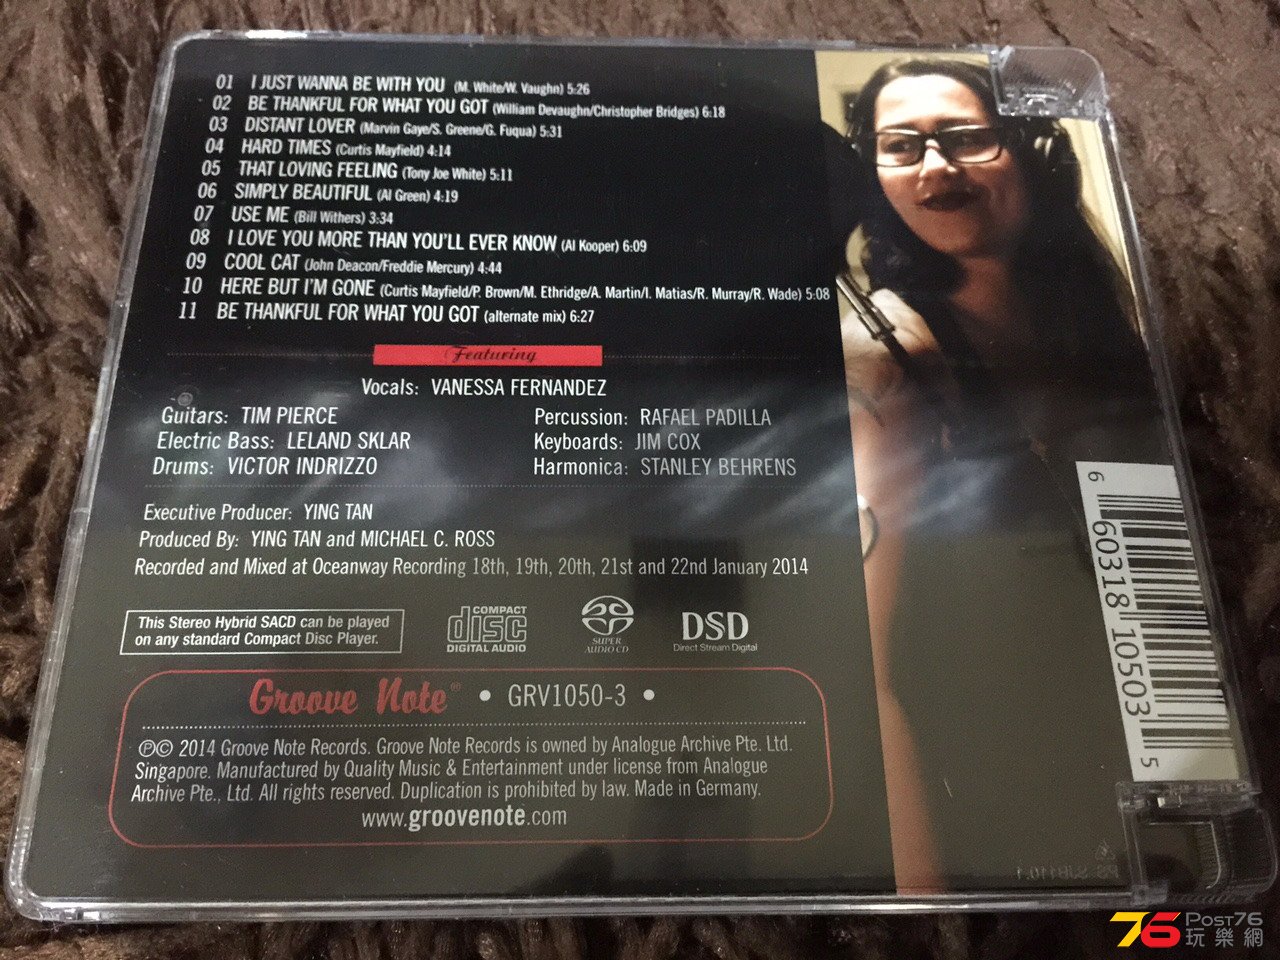 01 I JUST WANNA BE WITH YOU (M. White/W. Vaughn) 5:26
02 BE THANKFUL FOR WHAT YOU GOT (William Devaughn/Christopher Bridges) 6:18
03 DISTANT LOVER (Marvin Gaye/S. Greene/G. Fuqua) 5:31
04 HARD TIMES (Curtis Mayfield) 4:14
05 THAT LOVING FEELING (Tony Joe White) 5:11
06 SIMPLY BEAUTIFUL (Al Green) 4:19
07 USE ME (Bill Withers) 3:34
08 I LOVE YOU MORE THAN YOU'LL EVER KNOW (Al Kooper) 6:09
09 COOL CAT (John Deacon/Freddie Mercury) 4:44
10 HERE BUT I'M GONE (Curtis Mayfield/P. Brown/M. Ethridge/A. Martin/I. Matias/R. Murray/R. Wade) 5:08
11 BE THANKFUL FOR WHAT YOU GOT (alternate mix) 6:27
Featuring
Vocals: VANESSA FERNANDEZ
Guitars: TIM PIERCE
Electric Bass: LELAND SKLAR
Drums: VICTOR INDRIZZO
Percussion: RAFAEL PADILLA
Keyboards: JIM COX
Harmonica: STANLEY BEHRENS
Executive Producer: YING TAN
Produced By: YING TAN and MICHAEL C. ROSS
Recorded and Mixed at Oceanway Recording 18th, 19th, 20th, 21st and 22nd January 2014
This Stereo Hybrid SACD can be played
on any standard Compact Disc Player.
COMPACT
disc
DIGITAL AUDIO
SUPER
AUDIO CD
DSD
Direct Stream Digital
Groove Note® • GRV1050-3 •
℗© 2014 Groove Note Records. Groove Note Records is owned by Analogue Archive Pte. Ltd.
Singapore. Manufactured by Quality Music & Entertainment under license from Analogue
Archive Pte., Ltd. All rights reserved. Duplication is prohibited by law. Made in Germany.
www.groovenote.com
6 60318 10503 5
76 POST76
玩樂網